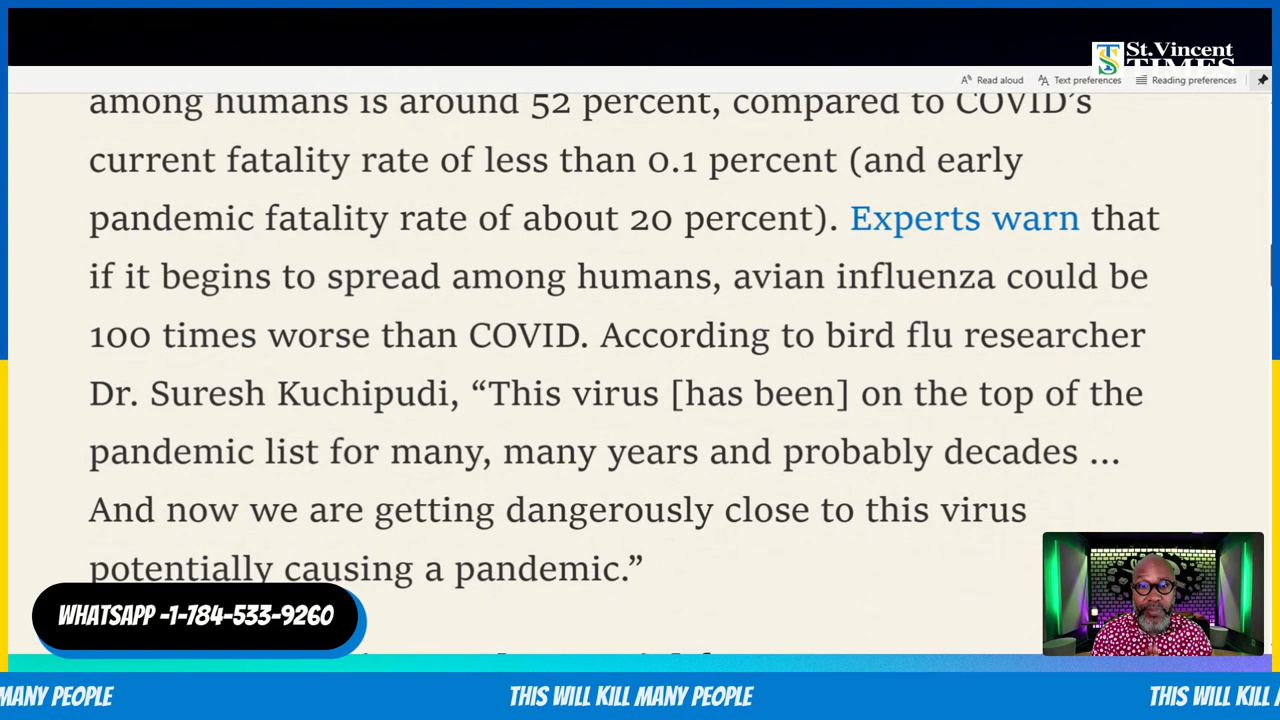 St.Vincent
TIMES
Read aloud Text preferences Reading preferences
among humans is around 52 percent, compared to COVID’s
current fatality rate of less than 0.1 percent (and early
pandemic fatality rate of about 20 percent). Experts warn that
if it begins to spread among humans, avian influenza could be
100 times worse than COVID. According to bird flu researcher
Dr. Suresh Kuchipudi, “This virus [has been] on the top of the
pandemic list for many, many years and probably decades ...
And now we are getting dangerously close to this virus
potentially causing a pandemic.”
WHATSAPP -1-784-533-9260
MANY PEOPLE THIS WILL KILL MANY PEOPLE THIS WILL KILL